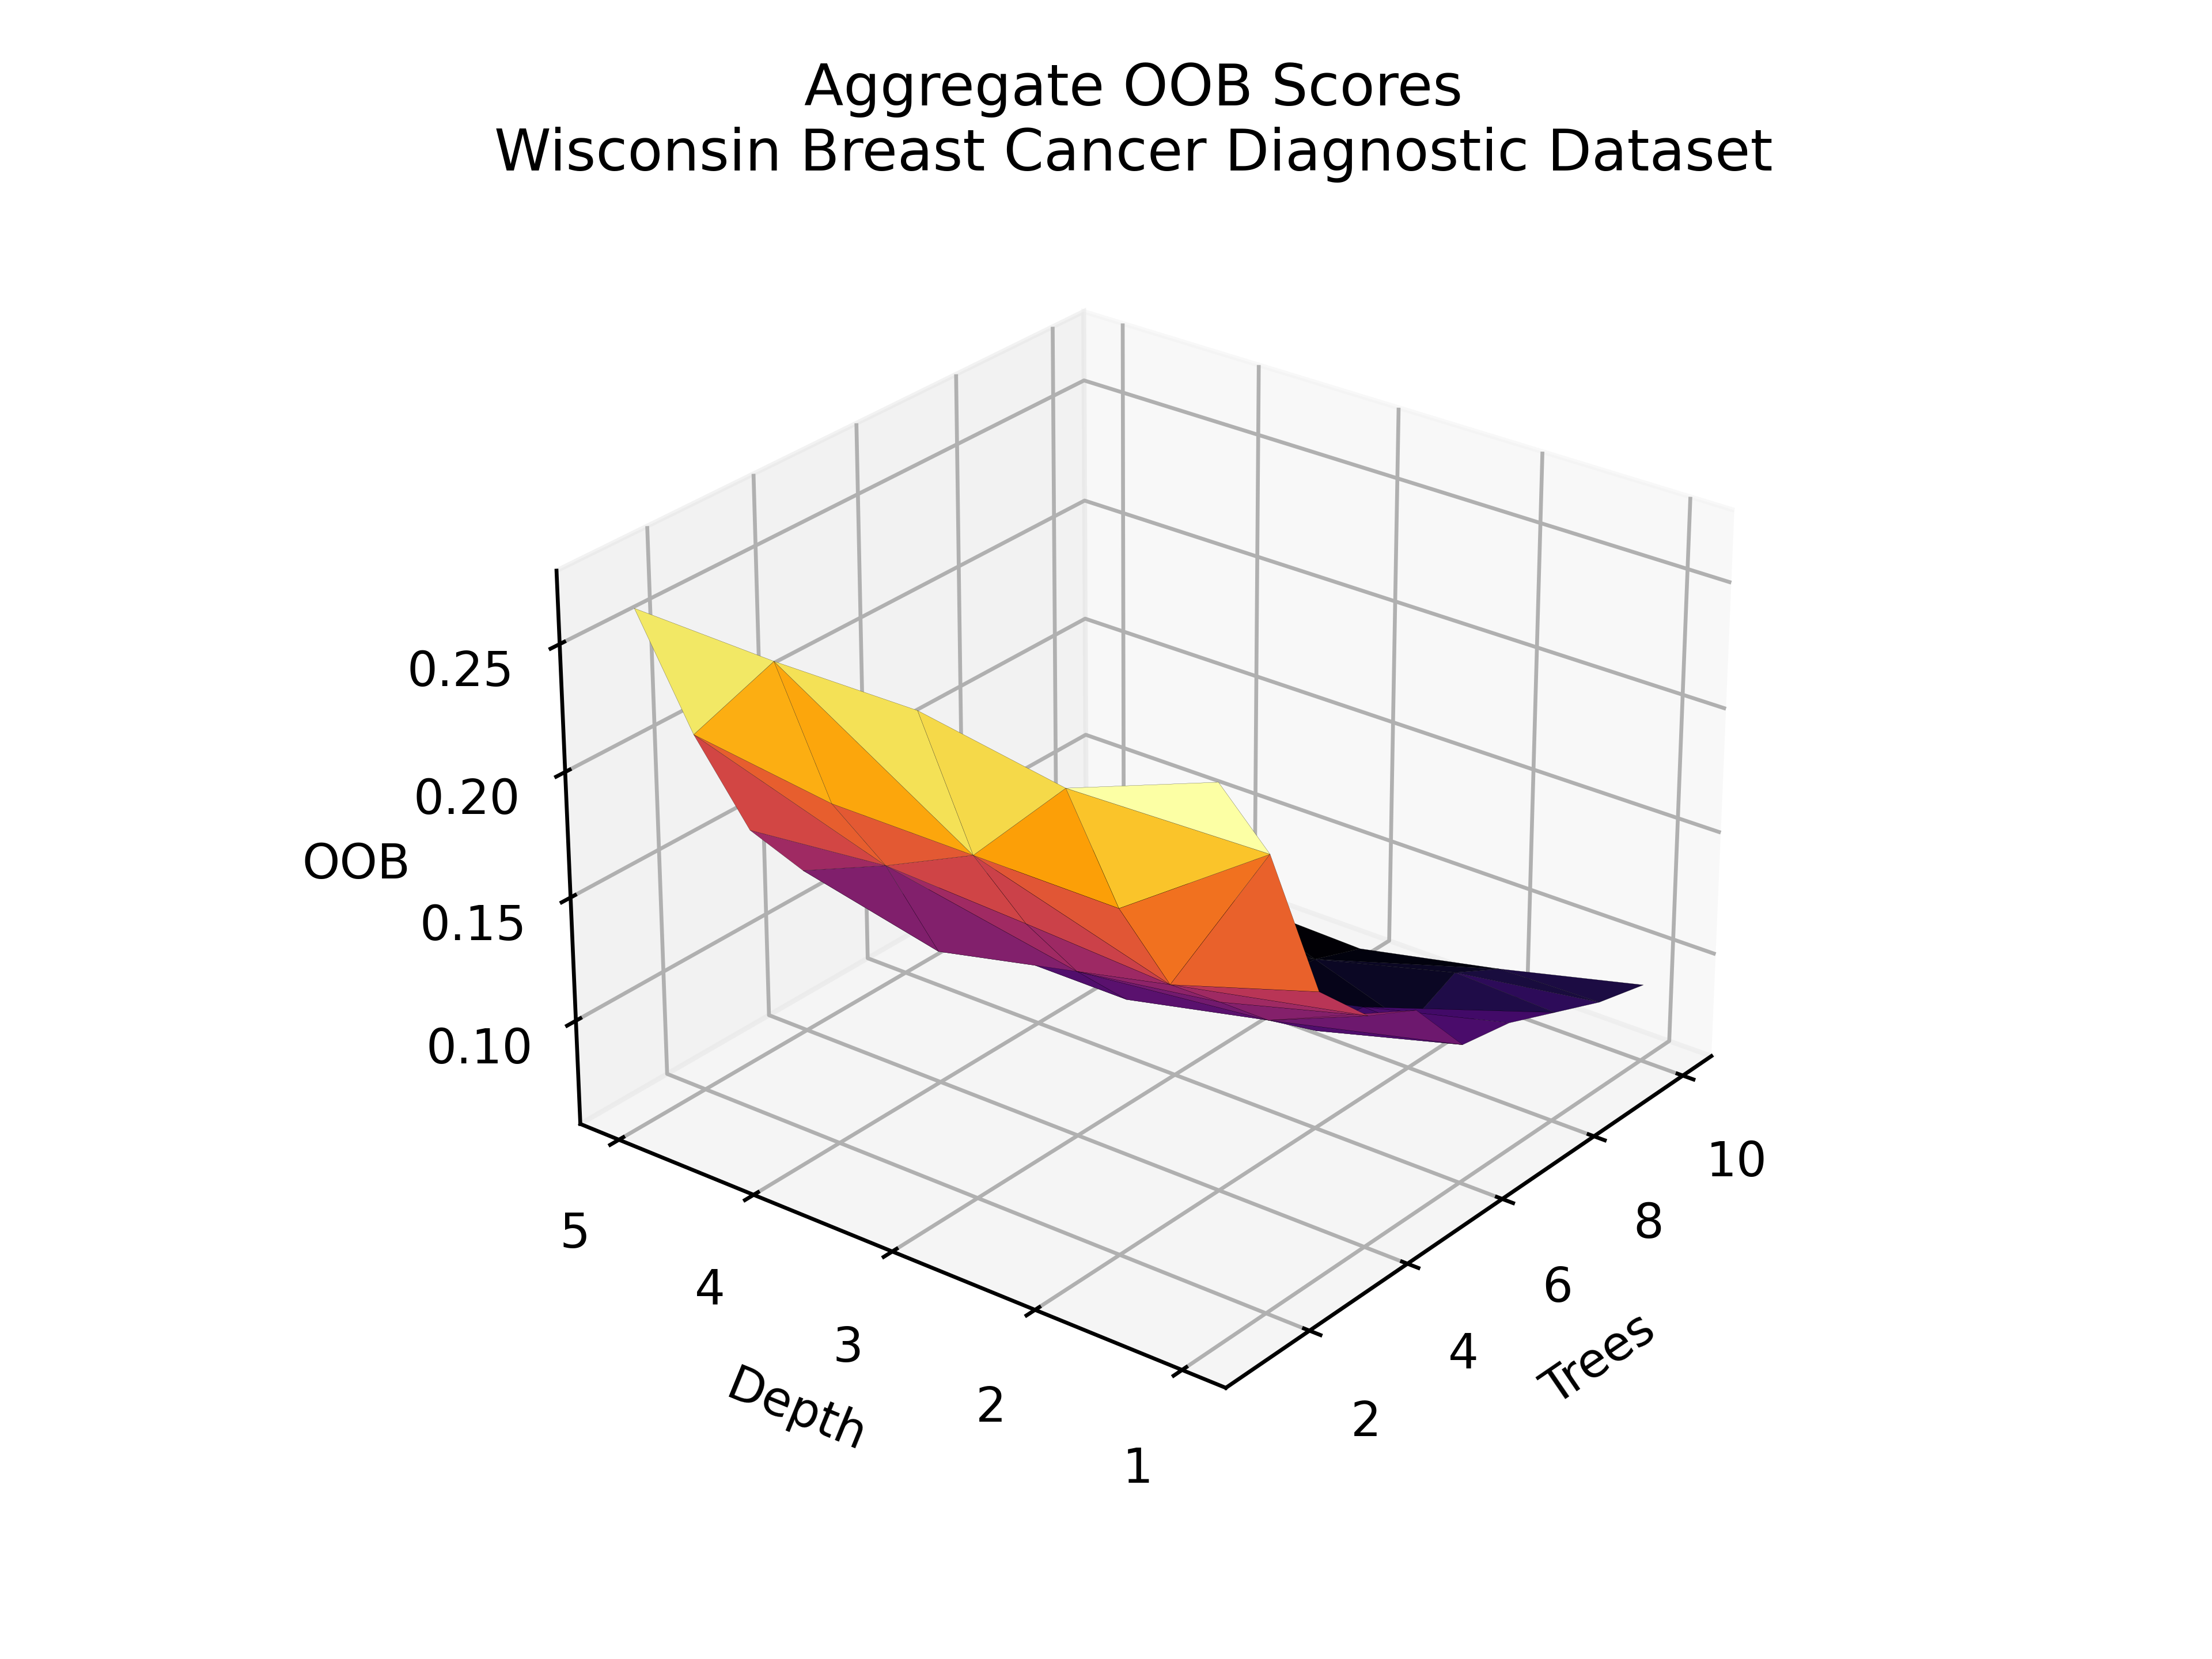 Aggregate OOB Scores
Wisconsin Breast Cancer Diagnostic Dataset
0.25
0.20
0.15
0.10
OOB
5
4
3
2
1
Depth
2
4
6
8
10
Trees